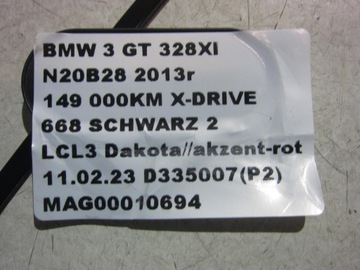 BMW 3 GT 328XI
N20B28 2013r
149 000KM X-DRIVE
668 SCHWARZ 2
LCL3 Dakota//akzent-rot
11.02.23 D335007(P2)
MAG00010694